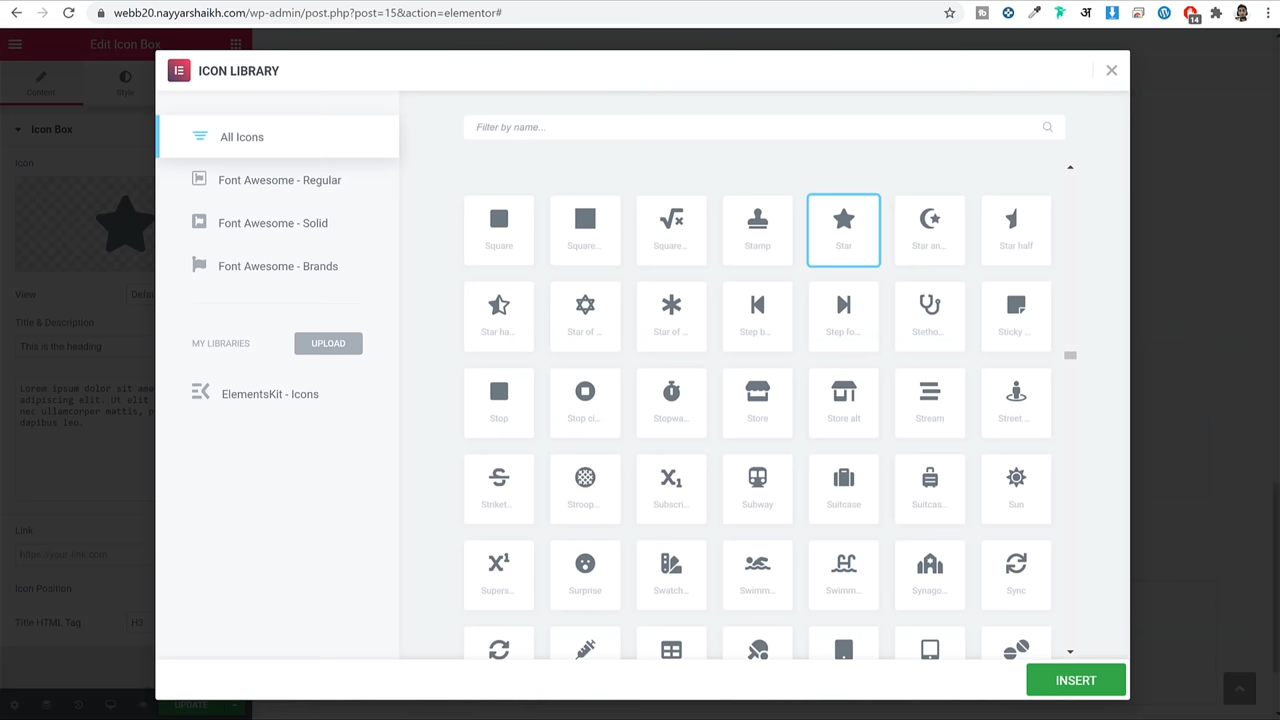 webb20.nayyarshaikh.com/wp-admin/post.php?post=15&action=elementor#
14
Edit Icon Box
Content
Style
Icon Box
Icon
View
Title & Description
This is the heading
Lorem ipsum dolor sit ame
adipiscing elit. Ut elit
nec ullamcorper mattis, p
dapibus leo.
Link
https://your-link.com
Icon Position
Title HTML Tag
H3
UPDATE
ICON LIBRARY
All Icons
Font Awesome - Regular
Font Awesome - Solid
Font Awesome - Brands
MY LIBRARIES
UPLOAD
ElementsKit - Icons
Filter by name...
Square
Square...
Square...
Stamp
Star
Star an...
Star half
Star ha...
Star of ...
Star of ...
Step b...
Step fo...
Stetho...
Sticky ...
Stop
Stop ci...
Stopwa...
Store
Store alt
Stream
Street ...
Striket...
Stroop...
Subscri...
Subway
Suitcase
Suitcas...
Sun
Supers...
Surprise
Swatch...
Swimm...
Swimm...
Synago...
Sync
INSERT